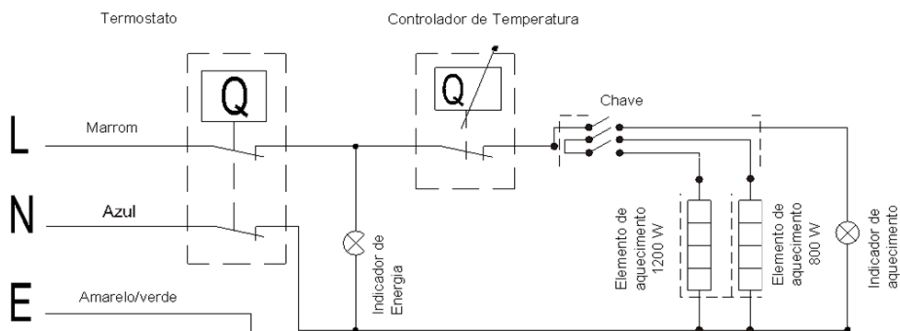 Termostato
Controlador de Temperatura
Q
Q
Chave
L
Marrom
N
Azul
E
Amarelo/verde
Indicador de
Energia
Elemento de
aquecimento
1200 W
Elemento de
aquecimento
800 W
Indicador de
aquecimento